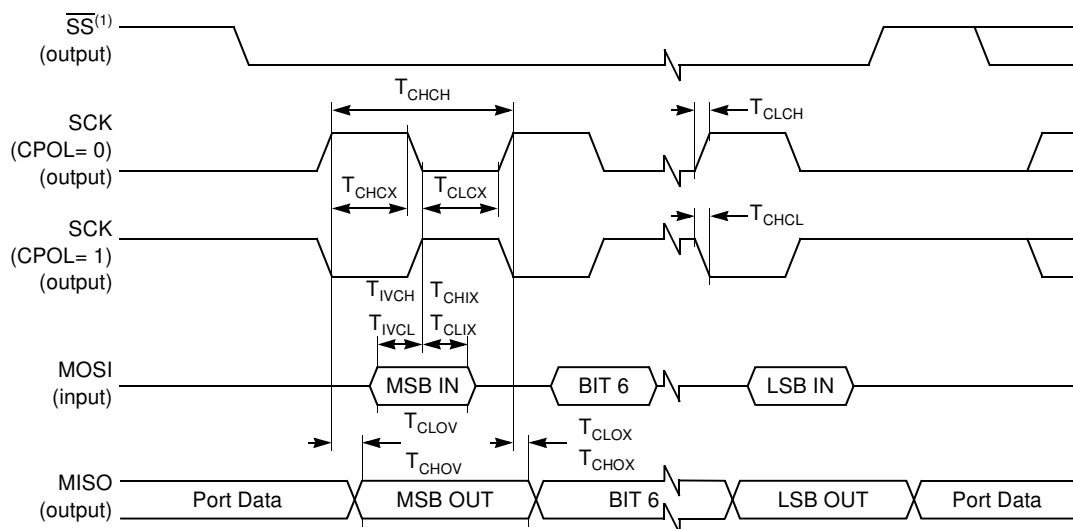 SS(1)
(output)
TCHCH
TCLCH
SCK
(CPOL= 0)
(output)
TCHCX
TCLCX
TCHCL
SCK
(CPOL= 1)
(output)
TIVCH
TCHIX
TIVCL
TCLIX
MOSI
(input)
MSB IN
BIT 6
LSB IN
TCLOV
TCLOX
TCHOV
TCHOX
MISO
(output)
Port Data
MSB OUT
BIT 6
LSB OUT
Port Data